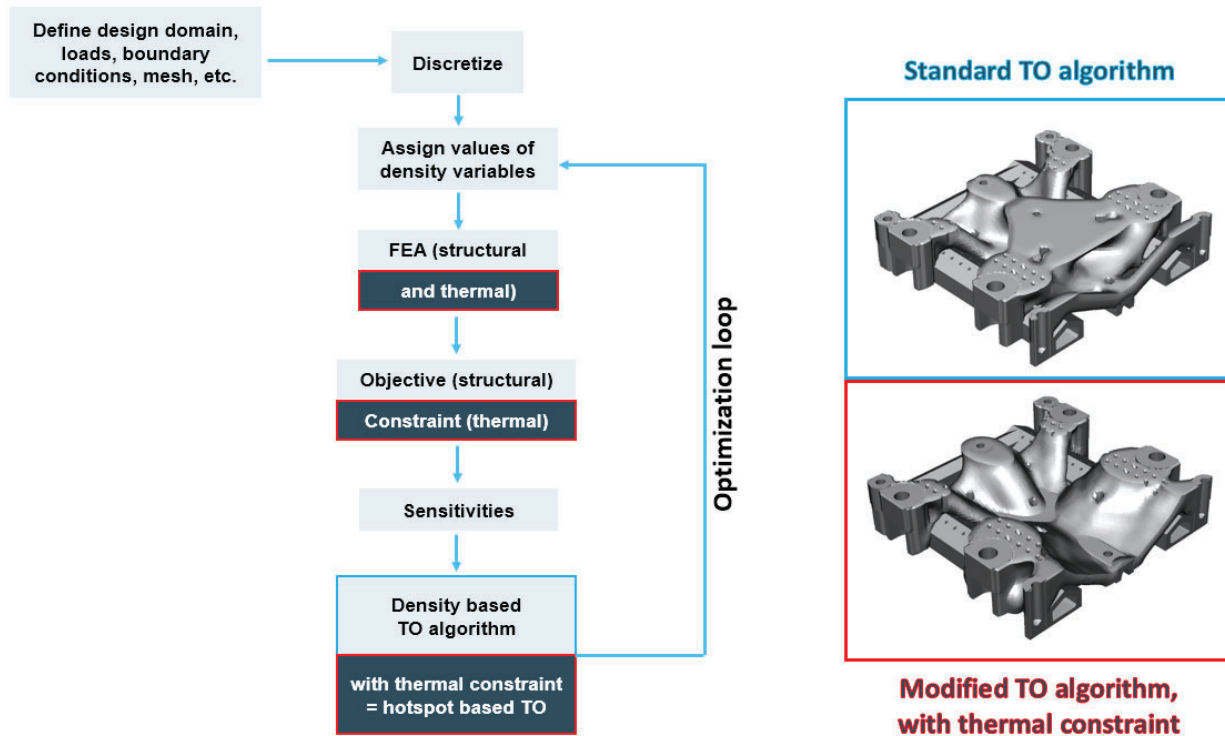 Define design domain,
loads, boundary
conditions, mesh, etc.
Discretize
Assign values of
density variables
FEA (structural
and thermal)
Objective (structural)
Constraint (thermal)
Sensitivities
Density based
TO algorithm
with thermal constraint
= hotspot based TO
Optimization loop
Standard TO algorithm
Modified TO algorithm,
with thermal constraint